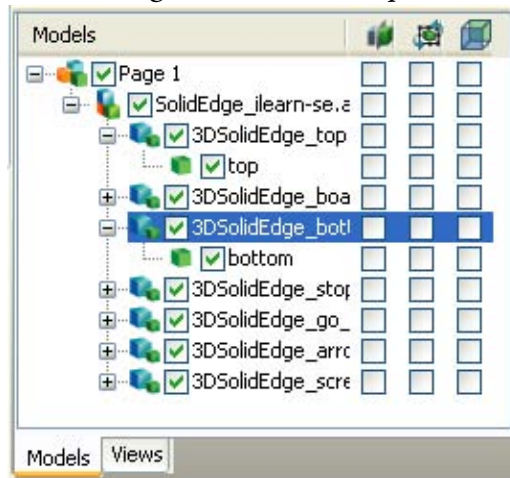 Models
Page 1
SolidEdge_ilearn-se.a
3DSolidEdge_top
top
3DSolidEdge_boa
3DSolidEdge_bott
bottom
3DSolidEdge_stop
3DSolidEdge_go_
3DSolidEdge_arro
3DSolidEdge_scre
Models Views